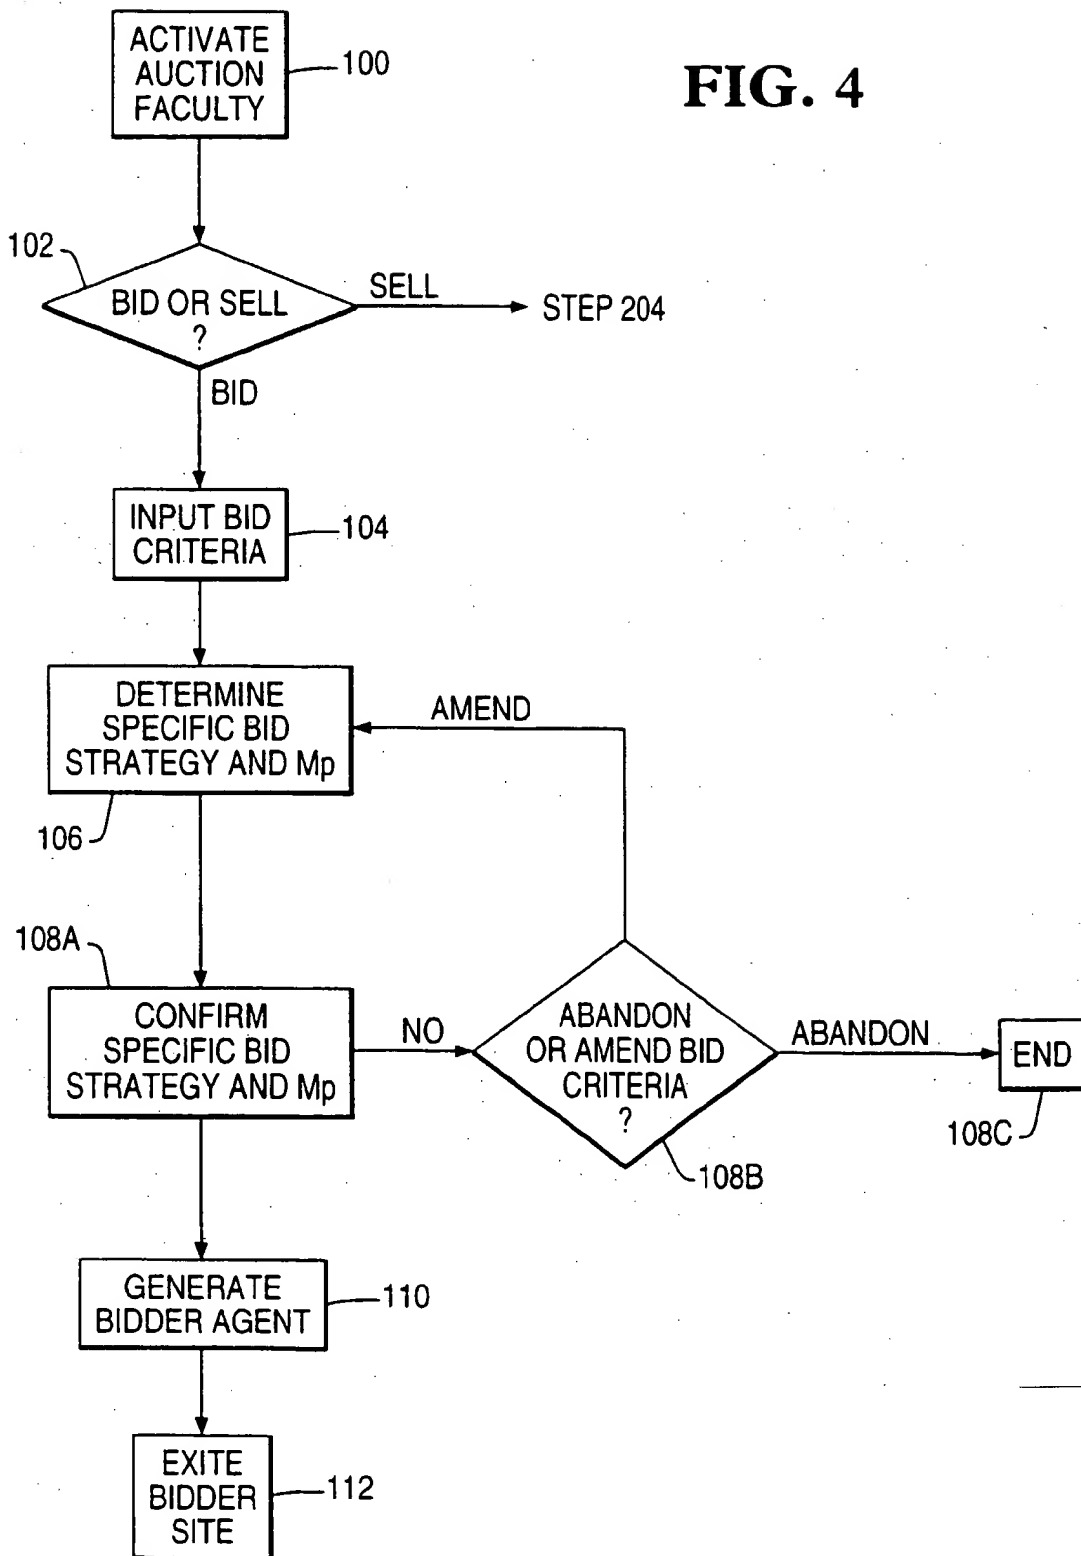 ACTIVATE
AUCTION
FACULTY
100
FIG. 4
102
BID OR SELL
?
SELL
STEP 204
BID
INPUT BID
CRITERIA
104
DETERMINE
SPECIFIC BID
STRATEGY AND Mp
AMEND
106
108A
CONFIRM
SPECIFIC BID
STRATEGY AND Mp
NO
ABANDON
OR AMEND BID
CRITERIA
?
ABANDON
END
108C
108B
GENERATE
BIDDER AGENT
110
EXITE
BIDDER
SITE
112